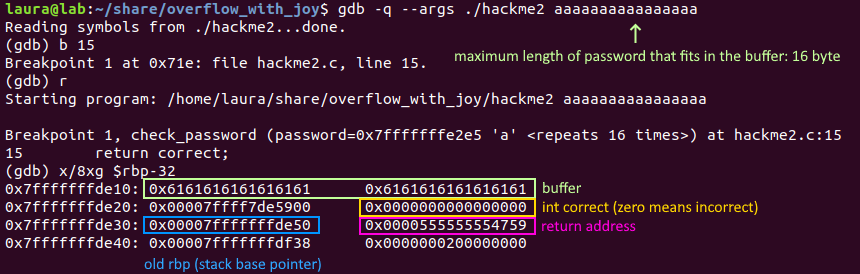 laura@lab:~/share/overflow_with_joy$ gdb -q --args ./hackme2 aaaaaaaaaaaaaaaa
Reading symbols from ./hackme2...done.
(gdb) b 15
maximum length of password that fits in the buffer: 16 byte
Breakpoint 1 at 0x71e: file hackme2.c, line 15.
(gdb) r
Starting program: /home/laura/share/overflow_with_joy/hackme2 aaaaaaaaaaaaaaaa
Breakpoint 1, check_password (password=0x7fffffffe2e5 'a' <repeats 16 times>) at hackme2.c:15
15 return correct;
(gdb) x/8xg $rbp-32
0x7fffffffde10: 0x6161616161616161 0x6161616161616161 buffer
0x7fffffffde20: 0x00007ffff7de5900 0x0000000000000000 int correct (zero means incorrect)
0x7fffffffde30: 0x00007fffffffde50 0x0000555555554759 return address
0x7fffffffde40: 0x00007fffffffdf38 0x0000000200000000
old rbp (stack base pointer)